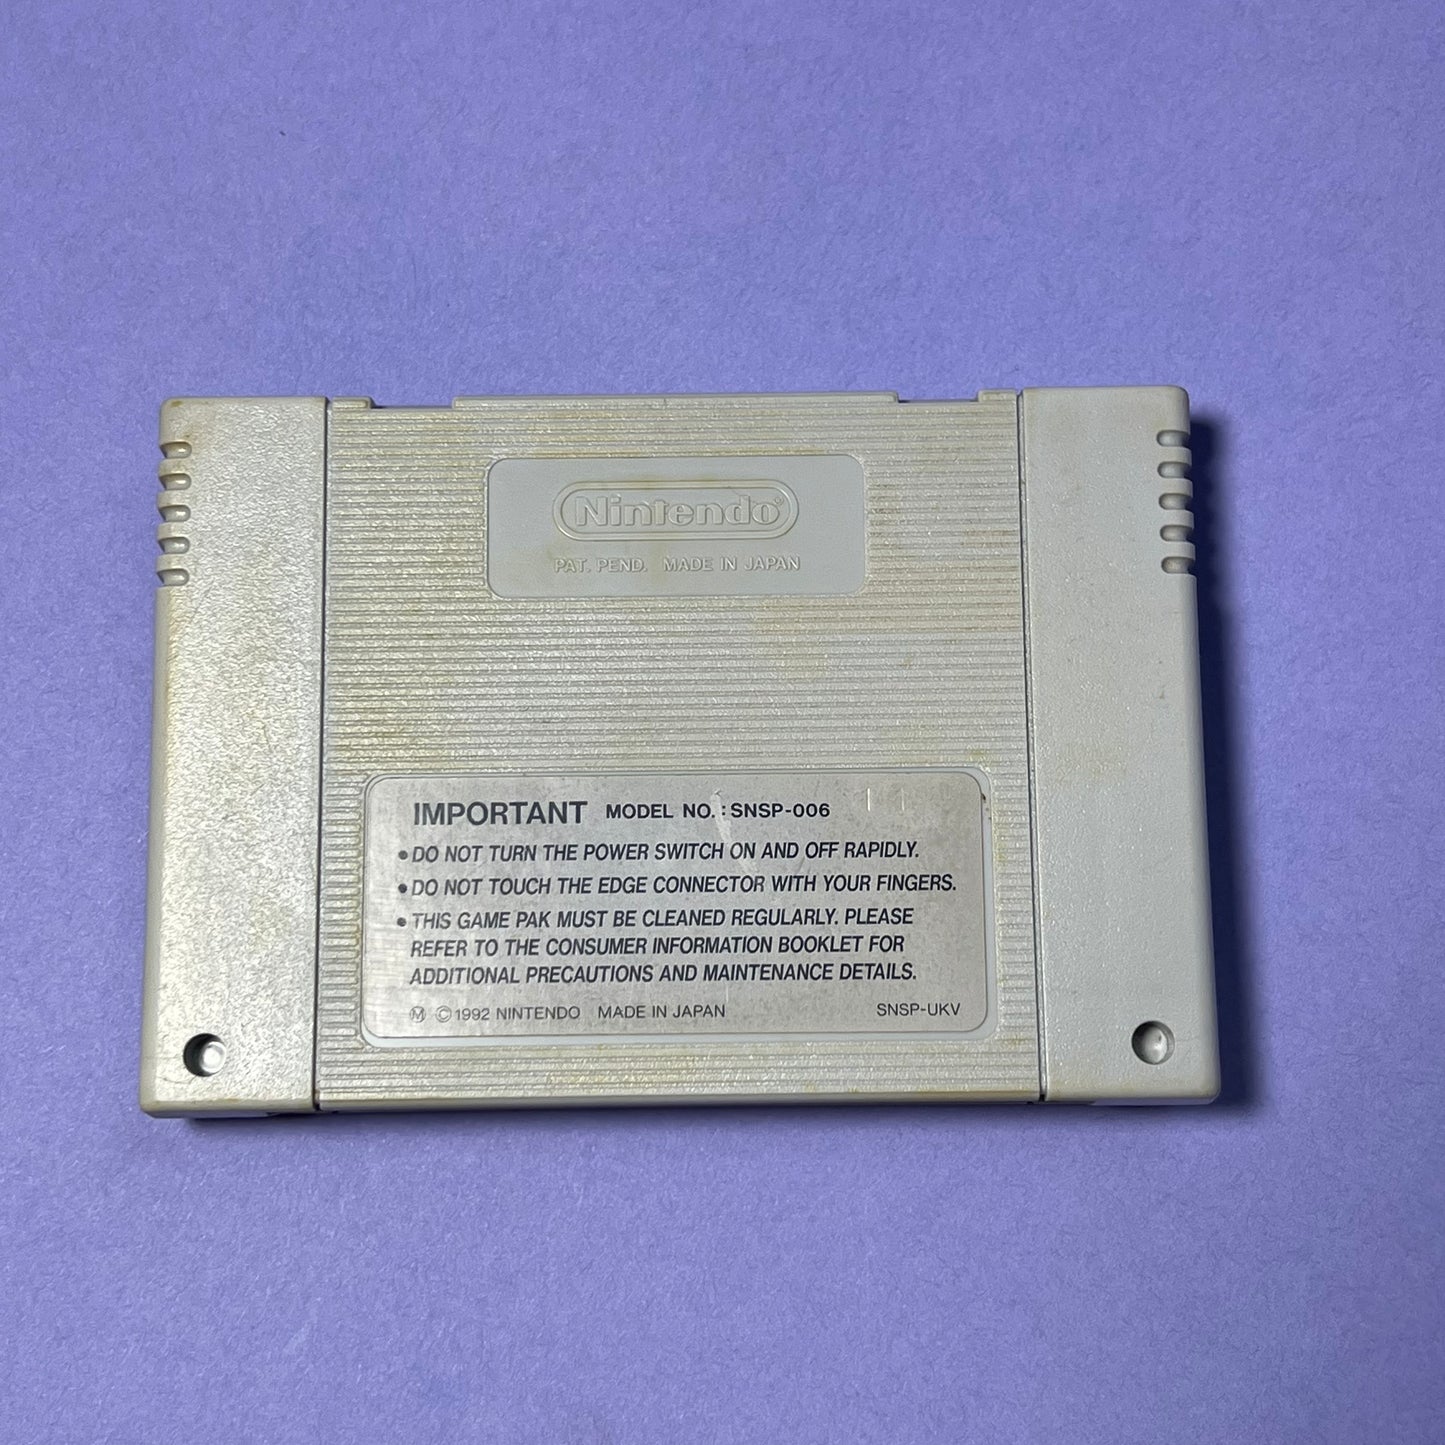 Nintendo®
PAT. PEND. MADE IN JAPAN
IMPORTANT MODEL NO.: SNSP-006 11
•DO NOT TURN THE POWER SWITCH ON AND OFF RAPIDLY.
•DO NOT TOUCH THE EDGE CONNECTOR WITH YOUR FINGERS.
•THIS GAME PAK MUST BE CLEANED REGULARLY. PLEASE
REFER TO THE CONSUMER INFORMATION BOOKLET FOR
ADDITIONAL PRECAUTIONS AND MAINTENANCE DETAILS.
Ⓜ ©1992 NINTENDO MADE IN JAPAN SNSP-UKV